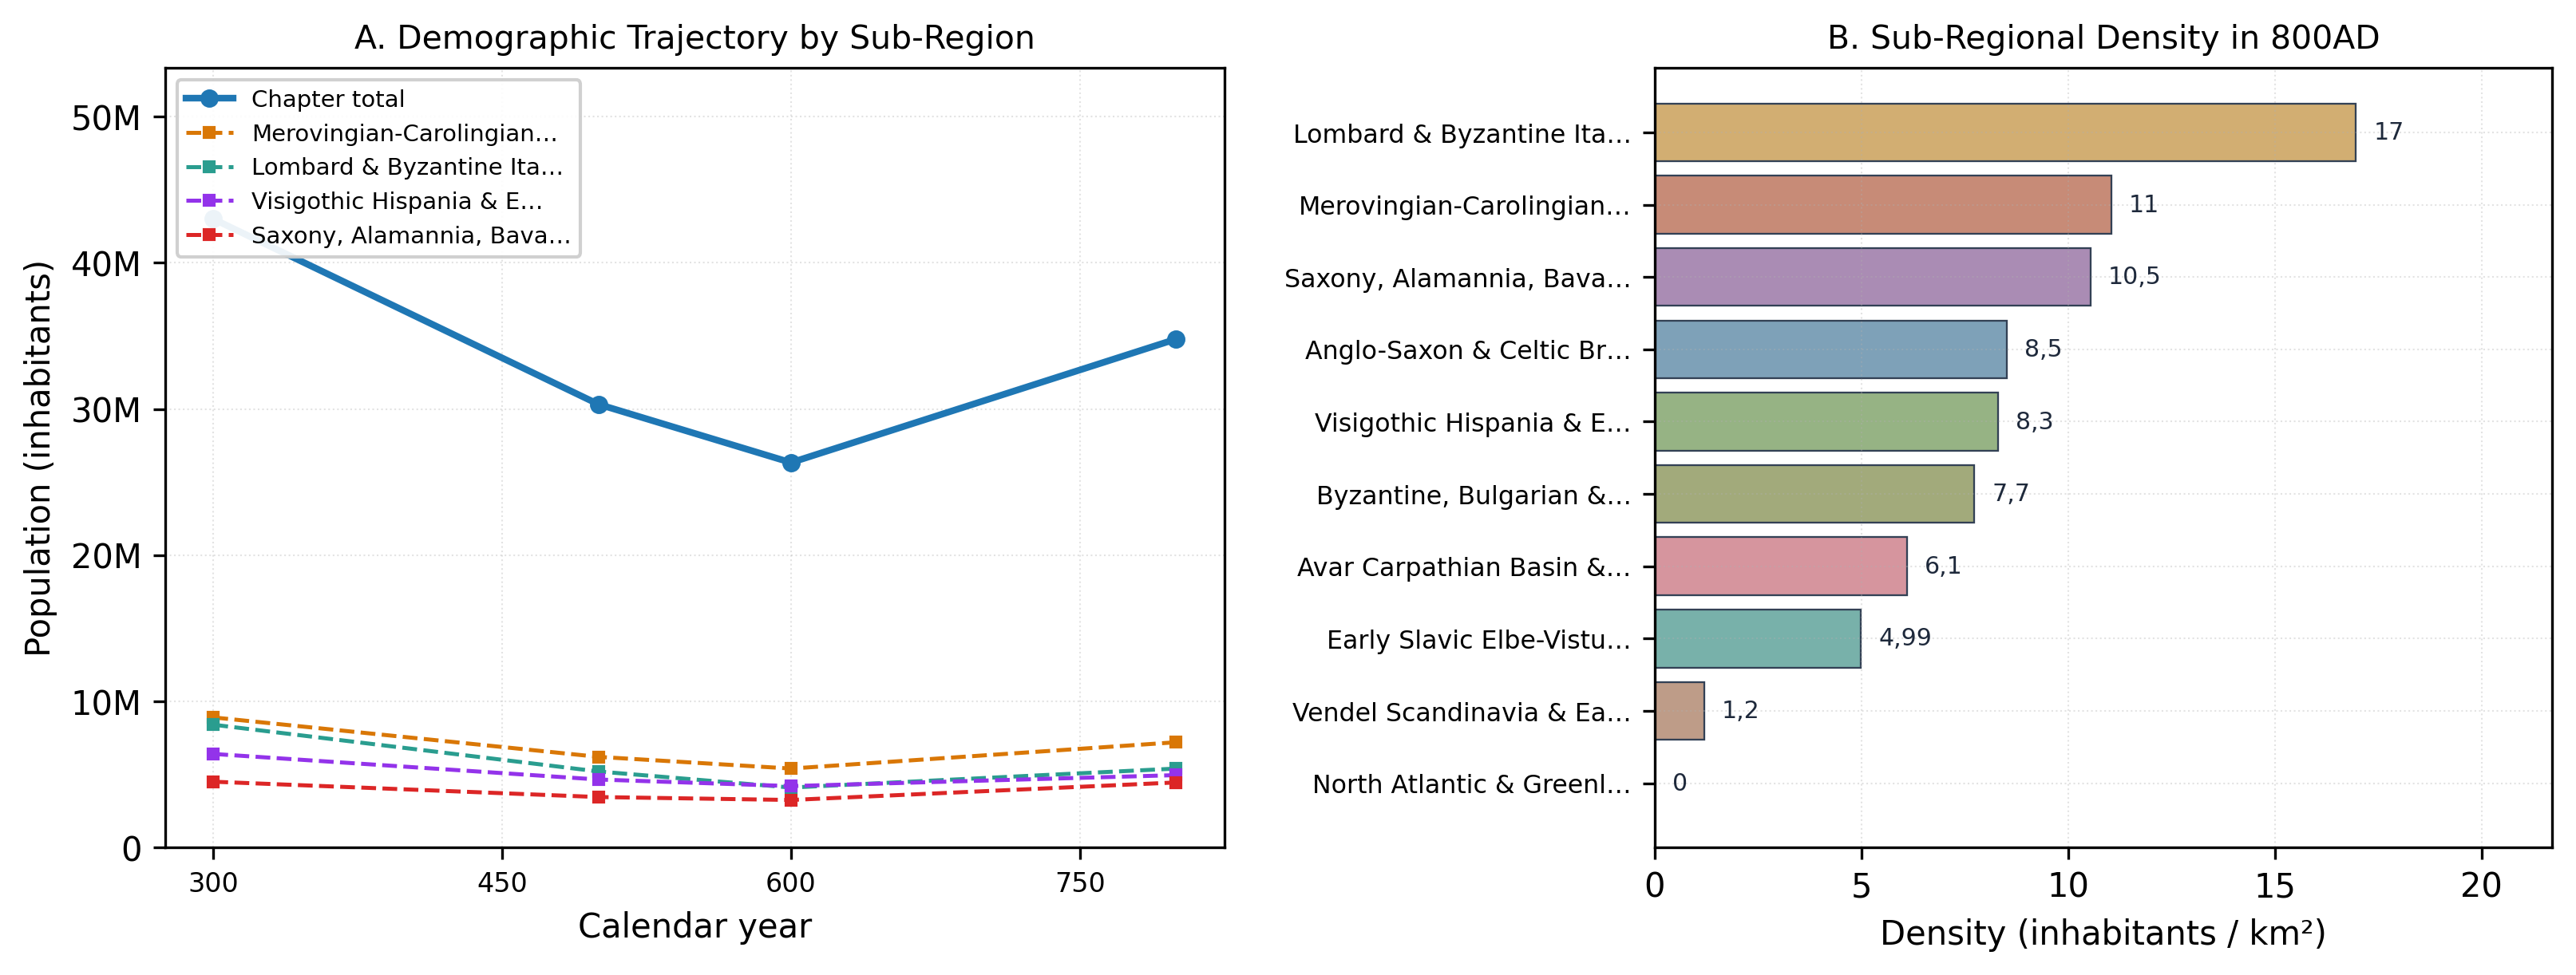 A. Demographic Trajectory by Sub-Region
Chapter total
Merovingian-Carolingian…
Lombard & Byzantine Ita…
Visigothic Hispania & E…
Saxony, Alamannia, Bava…
Population (inhabitants)
50M
40M
30M
20M
10M
0
300 450 600 750
Calendar year
B. Sub-Regional Density in 800AD
Lombard & Byzantine Ita… 17
Merovingian-Carolingian… 11
Saxony, Alamannia, Bava… 10,5
Anglo-Saxon & Celtic Br… 8,5
Visigothic Hispania & E… 8,3
Byzantine, Bulgarian &… 7,7
Avar Carpathian Basin &… 6,1
Early Slavic Elbe-Vistu… 4,99
Vendel Scandinavia & Ea… 1,2
North Atlantic & Greenl… 0
0 5 10 15 20
Density (inhabitants / km²)